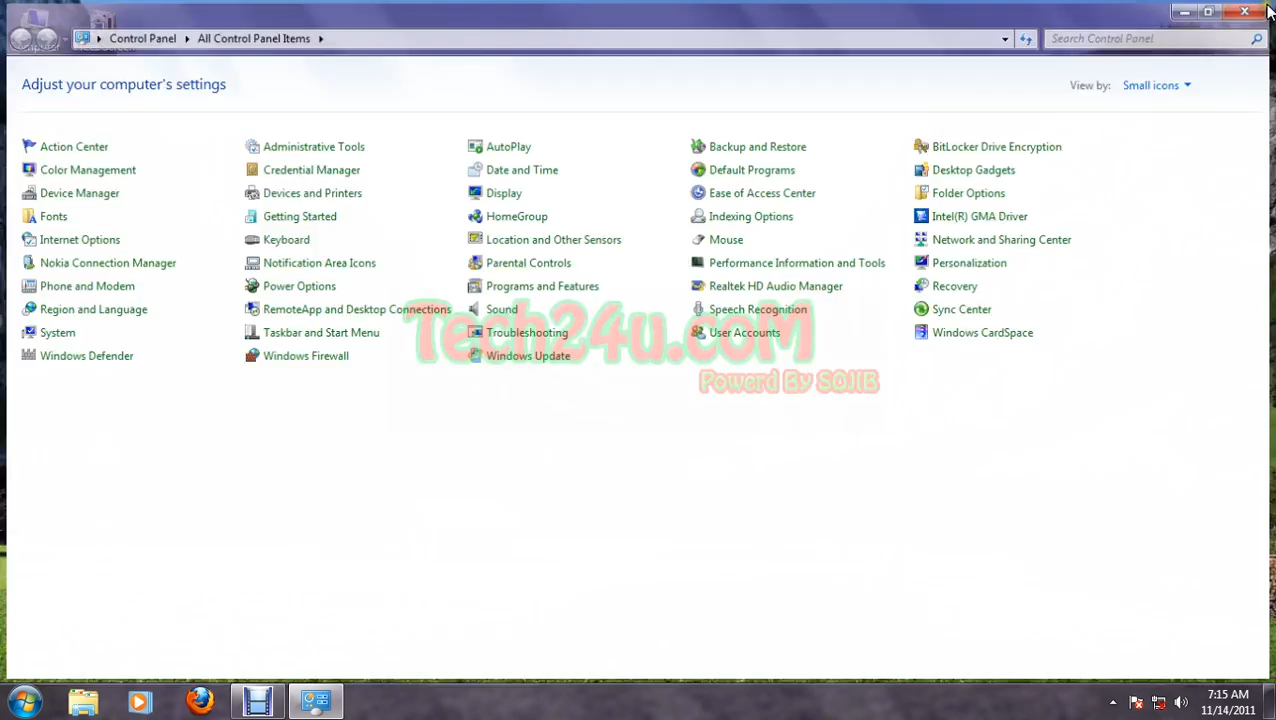 Control Panel
All Control Panel Items
Search Control Panel
Adjust your computer's settings
View by: Small icons
Action Center
Administrative Tools
AutoPlay
Backup and Restore
BitLocker Drive Encryption
Color Management
Credential Manager
Date and Time
Default Programs
Desktop Gadgets
Device Manager
Devices and Printers
Display
Ease of Access Center
Folder Options
Fonts
Getting Started
HomeGroup
Indexing Options
Intel(R) GMA Driver
Internet Options
Keyboard
Location and Other Sensors
Mouse
Network and Sharing Center
Nokia Connection Manager
Notification Area Icons
Parental Controls
Performance Information and Tools
Personalization
Phone and Modem
Power Options
Programs and Features
Realtek HD Audio Manager
Recovery
Region and Language
RemoteApp and Desktop Connections
Sound
Speech Recognition
Sync Center
System
Taskbar and Start Menu
Troubleshooting
User Accounts
Windows CardSpace
Windows Defender
Windows Firewall
Windows Update
Tech24u.coM
Powerd By SOJIB
7:15 AM
11/14/2011